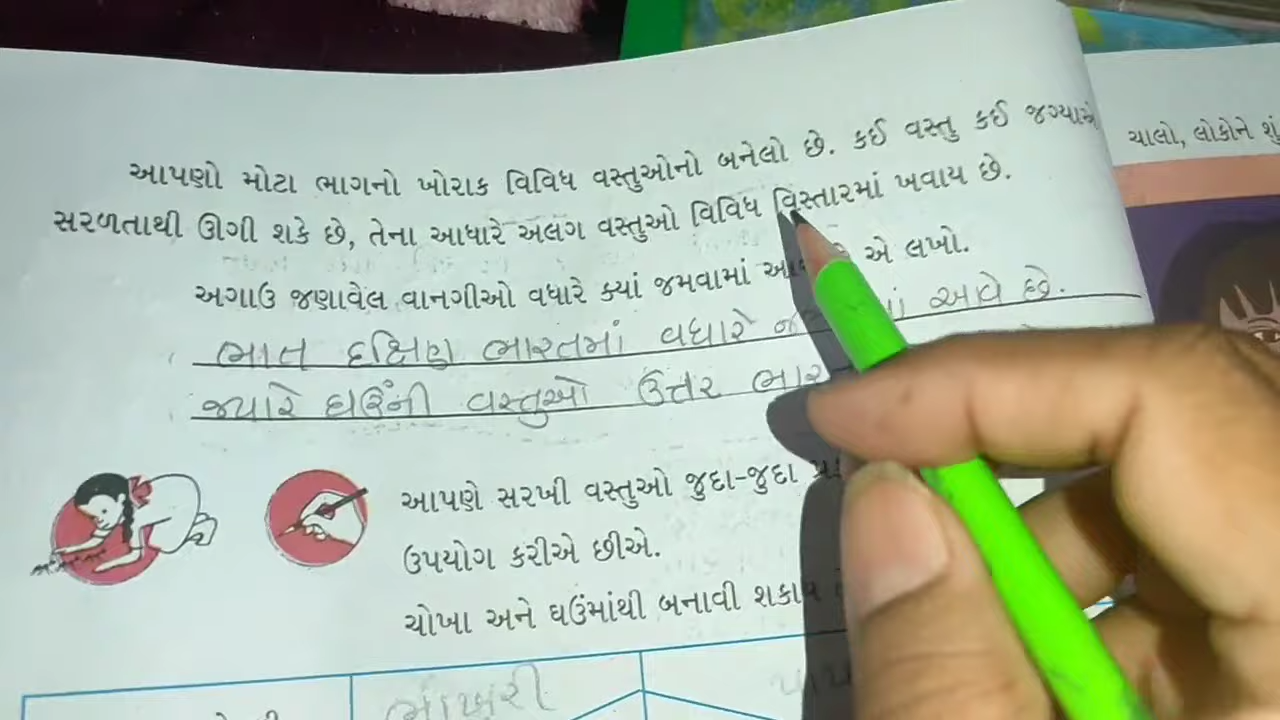 આપણો મોટા ભાગનો ખોરાક વિવિધ વસ્તુઓનો બનેલો છે. કઈ વસ્તુ કઈ જગ્યાએ
સરળતાથી ઊગી શકે છે, તેના આધારે અલગ વસ્તુઓ વિવિધ વિસ્તારમાં ખવાય છે.
અગાઉ જણાવેલ વાનગીઓ વધારે ક્યાં જમવામાં એ લખો.
ભાત દક્ષિણ ભારતમાં વધારે આવે છે.
જ્યારે ઘઉંની વસ્તુઓ ઉત્તર
આપણે સરખી વસ્તુઓ જુદા-જુદા
ઉપયોગ કરીએ છીએ.
ચોખા અને ઘઉંમાંથી બનાવી શકાય
ભાખરી
ચાલો, લોકોને શું